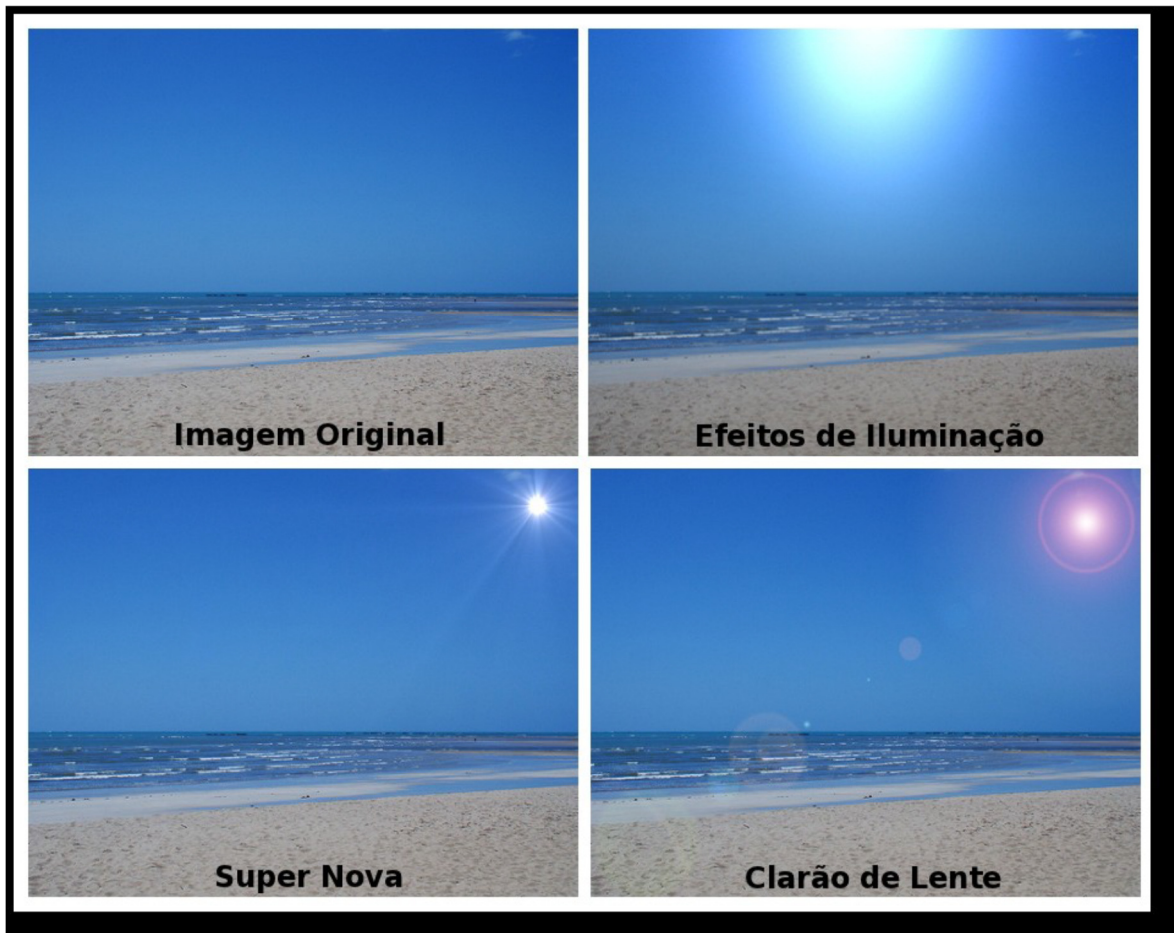 Imagem Original
Efeitos de Iluminação
Super Nova
Clarão de Lente